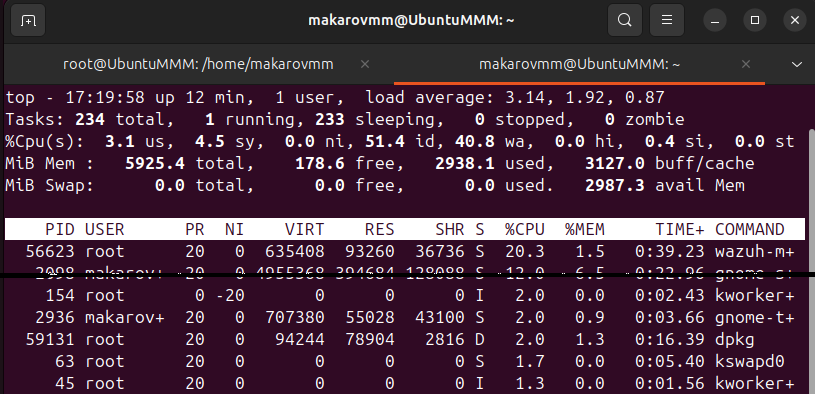 makarovmm@UbuntuMMM: ~
root@UbuntuMMM: /home/makarovmm
makarovmm@UbuntuMMM: ~
top - 17:19:58 up 12 min,  1 user,  load average: 3.14, 1.92, 0.87
Tasks: 234 total,   1 running, 233 sleeping,   0 stopped,   0 zombie
%Cpu(s):  3.1 us,  4.5 sy,  0.0 ni, 51.4 id, 40.8 wa,  0.0 hi,  0.4 si,  0.0 st
MiB Mem :   5925.4 total,    178.6 free,   2938.1 used,   3127.0 buff/cache
MiB Swap:      0.0 total,      0.0 free,      0.0 used.   2987.3 avail Mem
PID USER      PR  NI    VIRT    RES    SHR S  %CPU  %MEM     TIME+ COMMAND
56623 root      20   0  635408  93260  36736 S  20.3   1.5   0:39.23 wazuh-m+
makarov+  20   0 4955368 394684 128088 S  12.0   6.5   0:22.96 gnome-s+
154 root       0 -20       0      0      0 I   2.0   0.0   0:02.43 kworker+
2936 makarov+  20   0  707380  55028  43100 S   2.0   0.9   0:03.66 gnome-t+
59131 root      20   0   94244  78904   2816 D   2.0   1.3   0:16.39 dpkg
63 root      20   0       0      0      0 S   1.7   0.0   0:05.40 kswapd0
45 root      20   0       0      0      0 I   1.3   0.0   0:01.56 kworker+